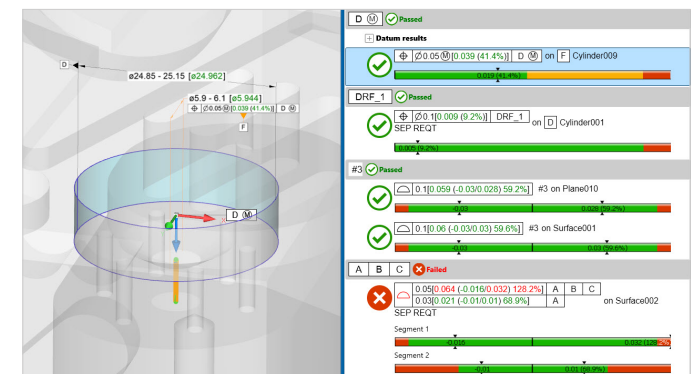 D
ø24.85 - 25.15 [ø24.962]
ø5.9 - 6.1 [ø5.944]
⌖ ∅0.05Ⓜ[0.039 (41.4%)] D Ⓜ
F
D Ⓜ
D Ⓜ Passed
Datum results
⌖ ∅0.05Ⓜ[0.039 (41.4%)] D Ⓜ on F Cylinder009
0.019 (41.4%)
DRF_1 Passed
⌖ ∅0.1[0.009 (9.2%)] DRF_1 on D Cylinder001
SEP REQT
0.005 (9.2%)
#3 Passed
⌓ 0.1[0.059 (-0.03/0.028) 59.2%] #3 on Plane010
-0.03 0.028 (59.2%)
⌓ 0.1[0.06 (-0.03/0.03) 59.6%] #3 on Surface001
-0.03 0.03 (59.6%)
A B C Failed
⌓ 0.05[0.064 (-0.016/0.032) 128.2%] A B C
0.03[0.021 (-0.01/0.01) 68.9%] A on Surface002
SEP REQT
Segment 1
-0.016 0.032 (128.2%)
Segment 2
-0.01 0.01 (68.9%)